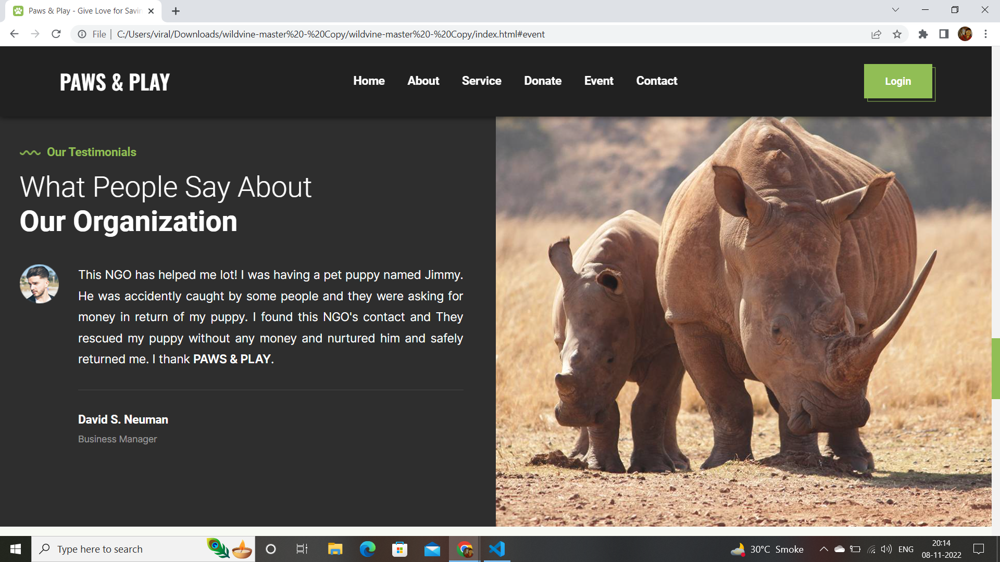 Paws & Play - Give Love for Savin
File | C:/Users/viral/Downloads/wildvine-master%20-%20Copy/wildvine-master%20-%20Copy/index.html#event
PAWS & PLAY
Home About Service Donate Event Contact
Login
Our Testimonials
What People Say About
Our Organization
This NGO has helped me lot! I was having a pet puppy named Jimmy.
He was accidently caught by some people and they were asking for
money in return of my puppy. I found this NGO's contact and They
rescued my puppy without any money and nurtured him and safely
returned me. I thank PAWS & PLAY.
David S. Neuman
Business Manager
Type here to search
30°C Smoke
ENG
20:14
08-11-2022